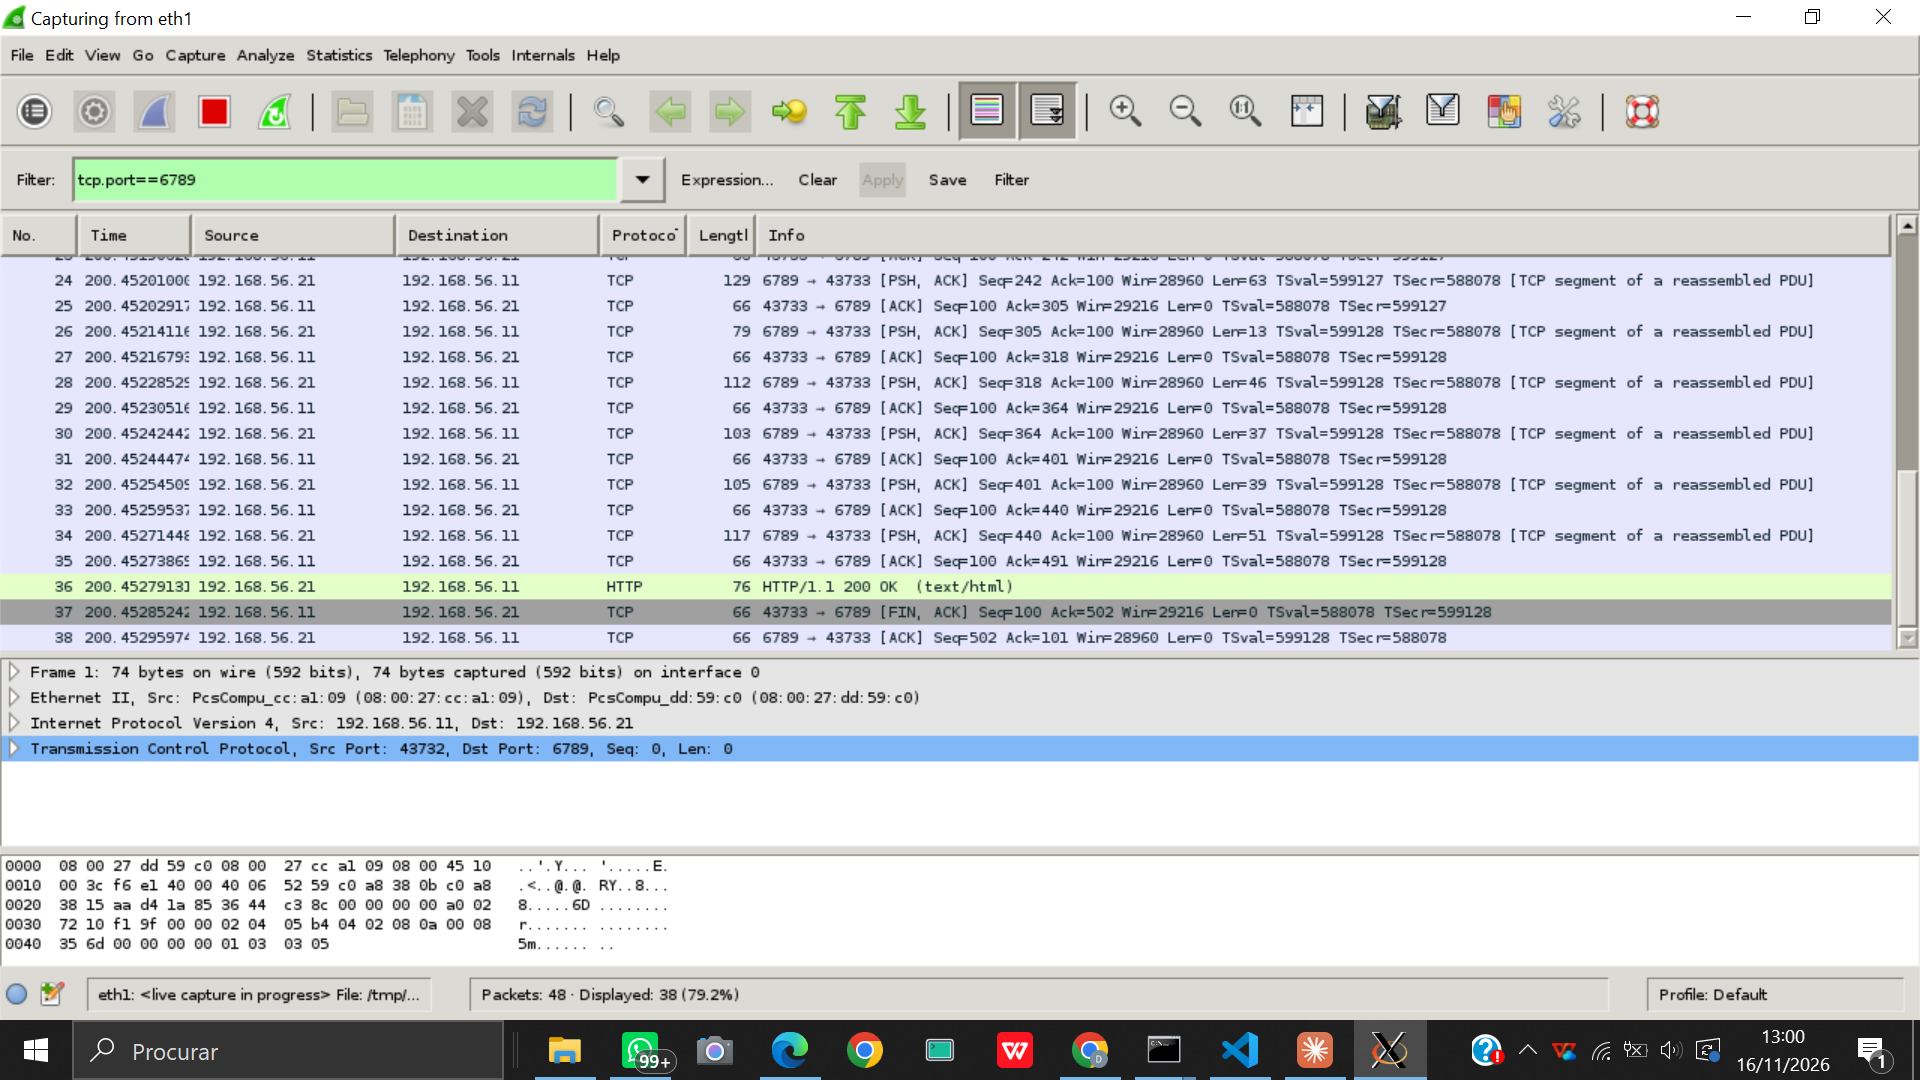 Capturing from eth1
File Edit View Go Capture Analyze Statistics Telephony Tools Internals Help
Filter: tcp.port==6789 Expression... Clear Apply Save Filter
No. Time Source Destination Protocol Length Info
24 200.4520100 192.168.56.21 192.168.56.11 TCP 129 6789 → 43733 [PSH, ACK] Seq=242 Ack=100 Win=28960 Len=63 TSval=599127 TSecr=588078 [TCP segment of a reassembled PDU]
25 200.4520291 192.168.56.11 192.168.56.21 TCP 66 43733 → 6789 [ACK] Seq=100 Ack=305 Win=29216 Len=0 TSval=588078 TSecr=599127
26 200.4521411 192.168.56.21 192.168.56.11 TCP 79 6789 → 43733 [PSH, ACK] Seq=305 Ack=100 Win=28960 Len=13 TSval=599128 TSecr=588078 [TCP segment of a reassembled PDU]
27 200.4521679 192.168.56.11 192.168.56.21 TCP 66 43733 → 6789 [ACK] Seq=100 Ack=318 Win=29216 Len=0 TSval=588078 TSecr=599128
28 200.4522852 192.168.56.21 192.168.56.11 TCP 112 6789 → 43733 [PSH, ACK] Seq=318 Ack=100 Win=28960 Len=46 TSval=599128 TSecr=588078 [TCP segment of a reassembled PDU]
29 200.4523051 192.168.56.11 192.168.56.21 TCP 66 43733 → 6789 [ACK] Seq=100 Ack=364 Win=29216 Len=0 TSval=588078 TSecr=599128
30 200.4524244 192.168.56.21 192.168.56.11 TCP 103 6789 → 43733 [PSH, ACK] Seq=364 Ack=100 Win=28960 Len=37 TSval=599128 TSecr=588078 [TCP segment of a reassembled PDU]
31 200.4524447 192.168.56.11 192.168.56.21 TCP 66 43733 → 6789 [ACK] Seq=100 Ack=401 Win=29216 Len=0 TSval=588078 TSecr=599128
32 200.4525450 192.168.56.21 192.168.56.11 TCP 105 6789 → 43733 [PSH, ACK] Seq=401 Ack=100 Win=28960 Len=39 TSval=599128 TSecr=588078 [TCP segment of a reassembled PDU]
33 200.4525953 192.168.56.11 192.168.56.21 TCP 66 43733 → 6789 [ACK] Seq=100 Ack=440 Win=29216 Len=0 TSval=588078 TSecr=599128
34 200.4527144 192.168.56.21 192.168.56.11 TCP 117 6789 → 43733 [PSH, ACK] Seq=440 Ack=100 Win=28960 Len=51 TSval=599128 TSecr=588078 [TCP segment of a reassembled PDU]
35 200.4527386 192.168.56.11 192.168.56.21 TCP 66 43733 → 6789 [ACK] Seq=100 Ack=491 Win=29216 Len=0 TSval=588078 TSecr=599128
36 200.4527913 192.168.56.21 192.168.56.11 HTTP 76 HTTP/1.1 200 OK (text/html)
37 200.4528524 192.168.56.11 192.168.56.21 TCP 66 43733 → 6789 [FIN, ACK] Seq=100 Ack=502 Win=29216 Len=0 TSval=588078 TSecr=599128
38 200.4529597 192.168.56.21 192.168.56.11 TCP 66 6789 → 43733 [ACK] Seq=502 Ack=101 Win=28960 Len=0 TSval=599128 TSecr=588078
Frame 1: 74 bytes on wire (592 bits), 74 bytes captured (592 bits) on interface 0
Ethernet II, Src: PcsCompu_cc:a1:09 (08:00:27:cc:a1:09), Dst: PcsCompu_dd:59:c0 (08:00:27:dd:59:c0)
Internet Protocol Version 4, Src: 192.168.56.11, Dst: 192.168.56.21
Transmission Control Protocol, Src Port: 43732, Dst Port: 6789, Seq: 0, Len: 0
0000 08 00 27 dd 59 c0 08 00 27 cc a1 09 08 00 45 10 ..'.Y... '.....E.
0010 00 3c f6 e1 40 00 40 06 52 59 c0 a8 38 0b c0 a8 .<..@.@. RY..8...
0020 38 15 aa d4 1a 85 36 44 c3 8c 00 00 00 00 a0 02 8.....6D ........
0030 72 10 f1 9f 00 00 02 04 05 b4 04 02 08 0a 00 08 r....... ........
0040 35 6d 00 00 00 00 01 03 03 05 5m...... ..
eth1: <live capture in progress> File: /tmp/... Packets: 48 · Displayed: 38 (79.2%) Profile: Default
Procurar
99+
13:00
16/11/2026
1